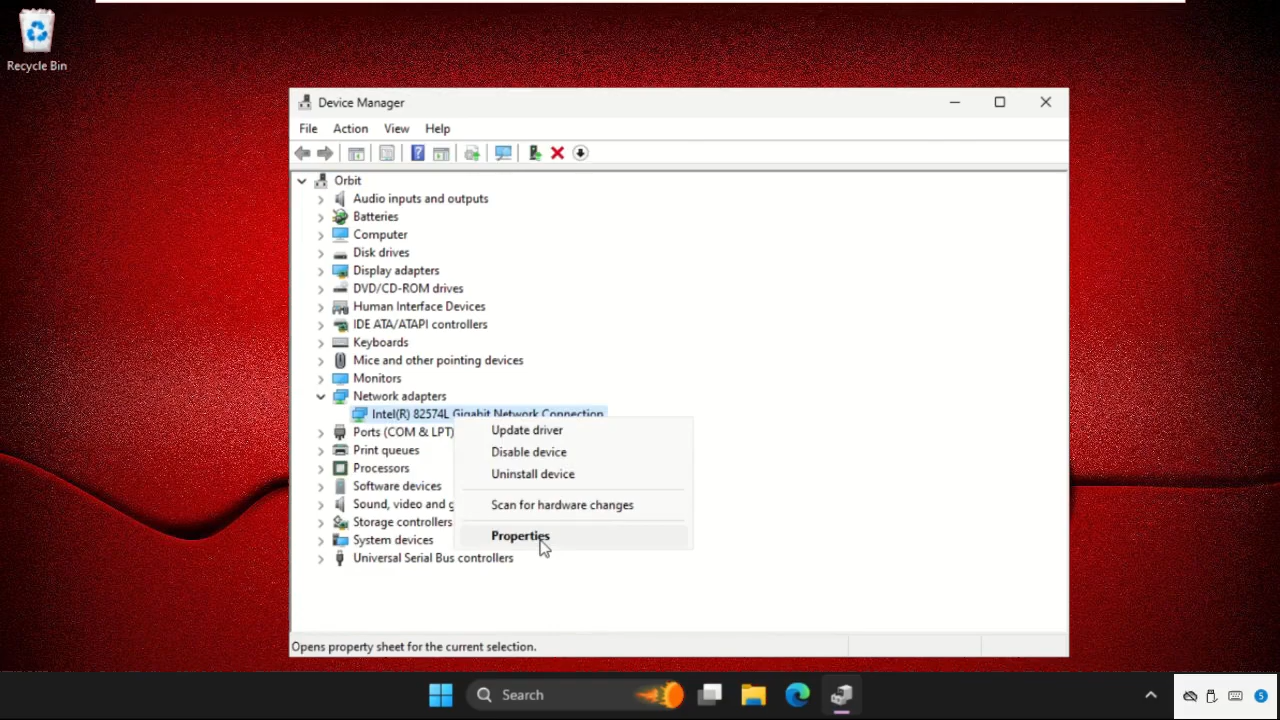 Recycle Bin
Device Manager
File Action View Help
Orbit
Audio inputs and outputs
Batteries
Computer
Disk drives
Display adapters
DVD/CD-ROM drives
Human Interface Devices
IDE ATA/ATAPI controllers
Keyboards
Mice and other pointing devices
Monitors
Network adapters
Intel(R) 82574L Gigabit Network Connection
Ports (COM & LPT)
Print queues
Processors
Software devices
Sound, video and g
Storage controllers
System devices
Universal Serial Bus controllers
Update driver
Disable device
Uninstall device
Scan for hardware changes
Properties
Opens property sheet for the current selection.
Search
5